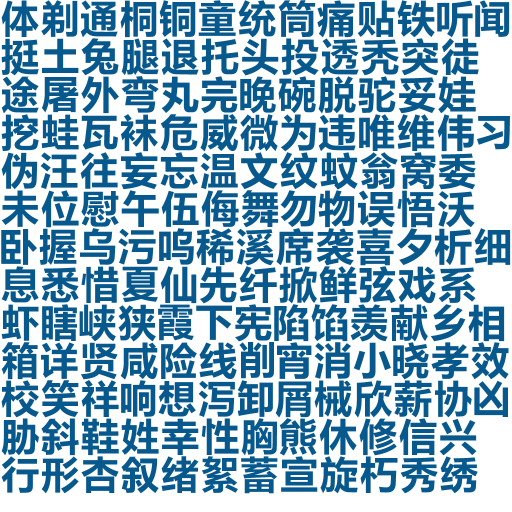 体剃通桐铜童统筒痛贴铁听闻
挺土兔腿退托头投透秃突徒
途屠外弯丸完晚碗脱驼妥娃
挖蛙瓦袜危威微为违唯维伟习
伪汪往妄忘温文纹蚊翁窝委
未位慰午伍侮舞勿物误悟沃
卧握乌污呜稀溪席袭喜夕析细
息悉惜夏仙先纤掀鲜弦戏系
虾瞎峡狭霞下宪陷馅羡献乡相
箱详贤咸险线削宵消小晓孝效
校笑祥响想泻卸屑械欣薪协凶
胁斜鞋姓幸性胸熊休修信兴
行形杏叙绪絮蓄宣旋朽秀绣